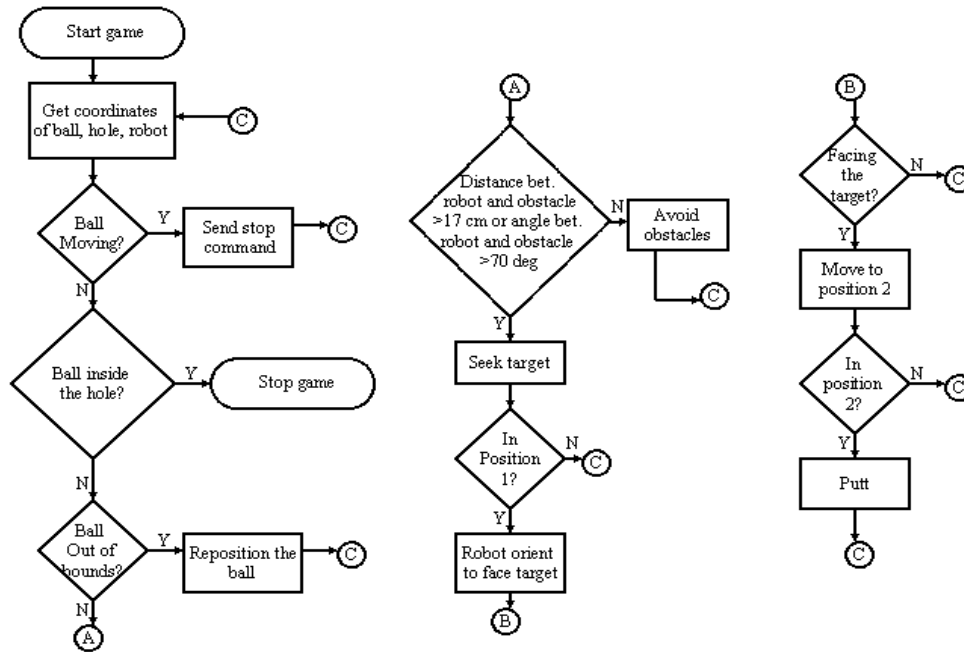 Start game
Get coordinates
of ball, hole, robot
C
Ball
Moving?
Y
Send stop
command
C
N
Ball inside
the hole?
Y
Stop game
N
Ball
Out of
bounds?
Y
Reposition the
ball
C
N
A
A
Distance bet.
robot and obstacle
>17 cm or angle bet.
robot and obstacle
>70 deg
N
Avoid
obstacles
C
Y
Seek target
In
Position
1?
N
C
Y
Robot orient
to face target
B
B
Facing
the
target?
N
C
Y
Move to
position 2
In
position
2?
N
C
Y
Putt
C